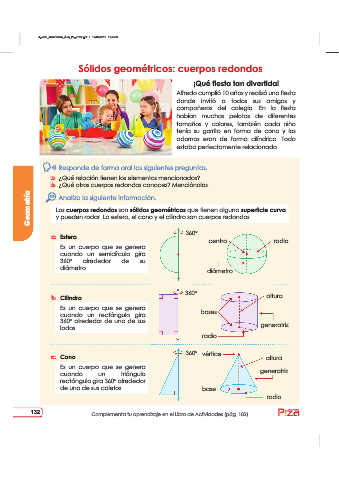 Sólidos geométricos: cuerpos redondos
¡Qué fiesta tan divertida!
Alfredo cumplió 10 años y realizó una fiesta
donde invitó a todos sus amigos y
compañeros del colegio. En la fiesta
habían muchas pelotas de diferentes
tamaños y colores, también cada niño
tenía su gorrito en forma de cono y los
adornos eran de forma cilíndrica. Todo
estaba perfectamente relacionado.
Responde de forma oral las siguientes preguntas.
¿Qué relación tienen los elementos mencionados?
¿Qué otros cuerpos redondos conoces? Menciónalos
Analiza la siguiente información.
Los cuerpos redondos son sólidos geométricos que tienen alguna superficie curva
y pueden rodar. La esfera, el cono y el cilindro son cuerpos redondos
Geometría
a. Esfera
Es un cuerpo que se genera
cuando un semicírculo gira
360° alrededor de su
diámetro
360°
centro
radio
diámetro
b. Cilindro
Es un cuerpo que se genera
cuando un rectángulo gira
360° alrededor de uno de sus
lados
360°
altura
bases
generatriz
radio
c. Cono
Es un cuerpo que se genera
cuando un triángulo
rectángulo gira 360° alrededor
de uno de sus catetos
360°
vértice
altura
generatriz
base
radio
132
Complementa tu aprendizaje en el Libro de Actividades (pág. 165)